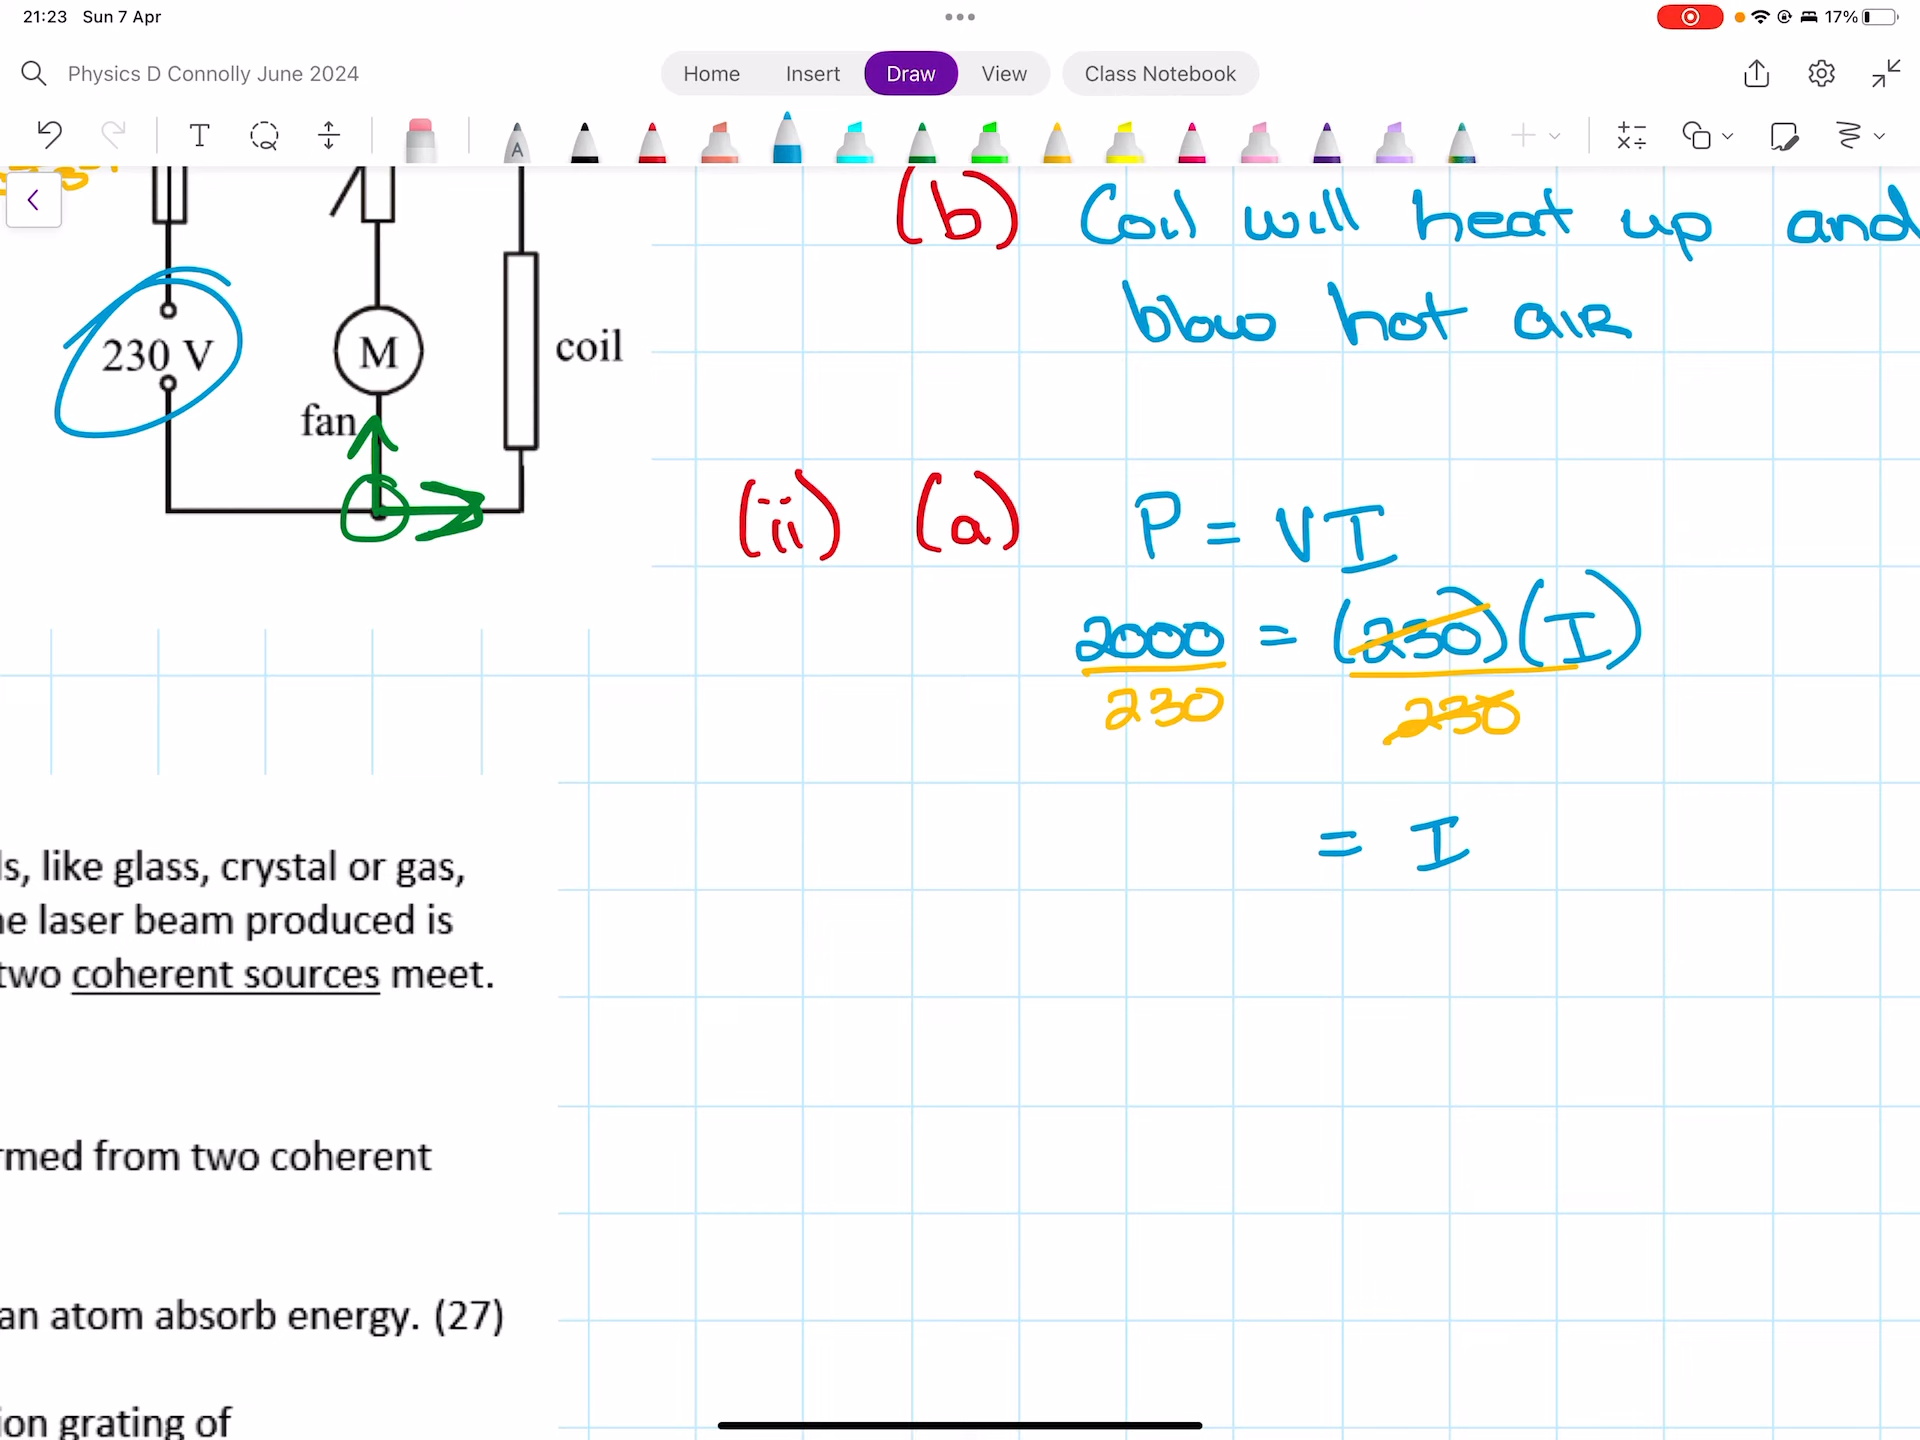 21:23 Sun 7 Apr
17%
Physics D Connolly June 2024
Home Insert Draw View Class Notebook
T
A
230 V
M
fan
coil
(b) Coil will heat up and
blow hot air
(ii) (a) P = VI
2000 = (230)(I)
230 230
= I
ls, like glass, crystal or gas,
ne laser beam produced is
two coherent sources meet.
rmed from two coherent
an atom absorb energy. (27)
ion grating of